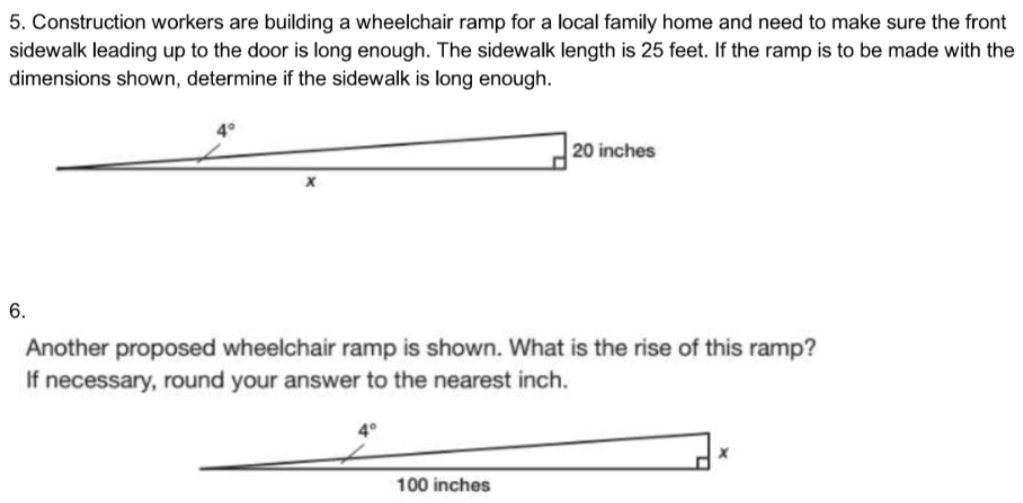 5. Construction workers are building a wheelchair ramp for a local family home and need to make sure the front
sidewalk leading up to the door is long enough. The sidewalk length is 25 feet. If the ramp is to be made with the
dimensions shown, determine if the sidewalk is long enough.
4°
20 inches
x
6.
Another proposed wheelchair ramp is shown. What is the rise of this ramp?
If necessary, round your answer to the nearest inch.
4°
x
100 inches